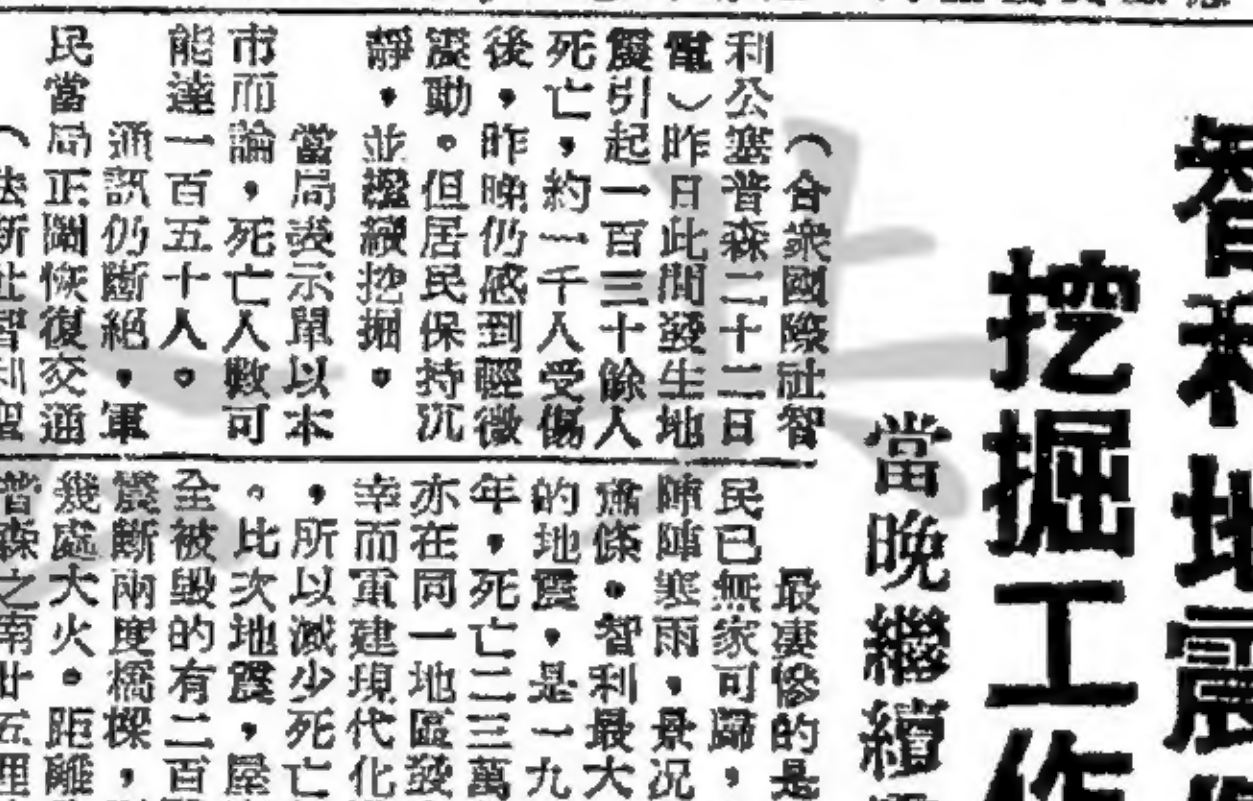 智利地震
挖掘工作
當晚繼續
（合衆國際社智
利公塞普森二十二日
電）昨日此間發生地
震引起一百三十餘人
死亡，約一千人受傷
後，昨晚仍感到輕微
震動。但居民保持沉
靜，並繼續挖掘。
當局表示單以本
市而論，死亡人數可
能達一百五十人。
通訊仍斷絕，軍
民當局正闢恢復交通
（法新社智利聖
最凄慘的是
民已無家可歸，
陣陣寒雨，景況
蕭條。智利最大
的地震，是一九
年，死亡二三萬
亦在同一地區發
幸而軍建現代化
，所以減少死亡
。比次地震，屋
全被毀的有二百
震斷兩度橋樑，
幾處大火。距離
普森之南廿五哩